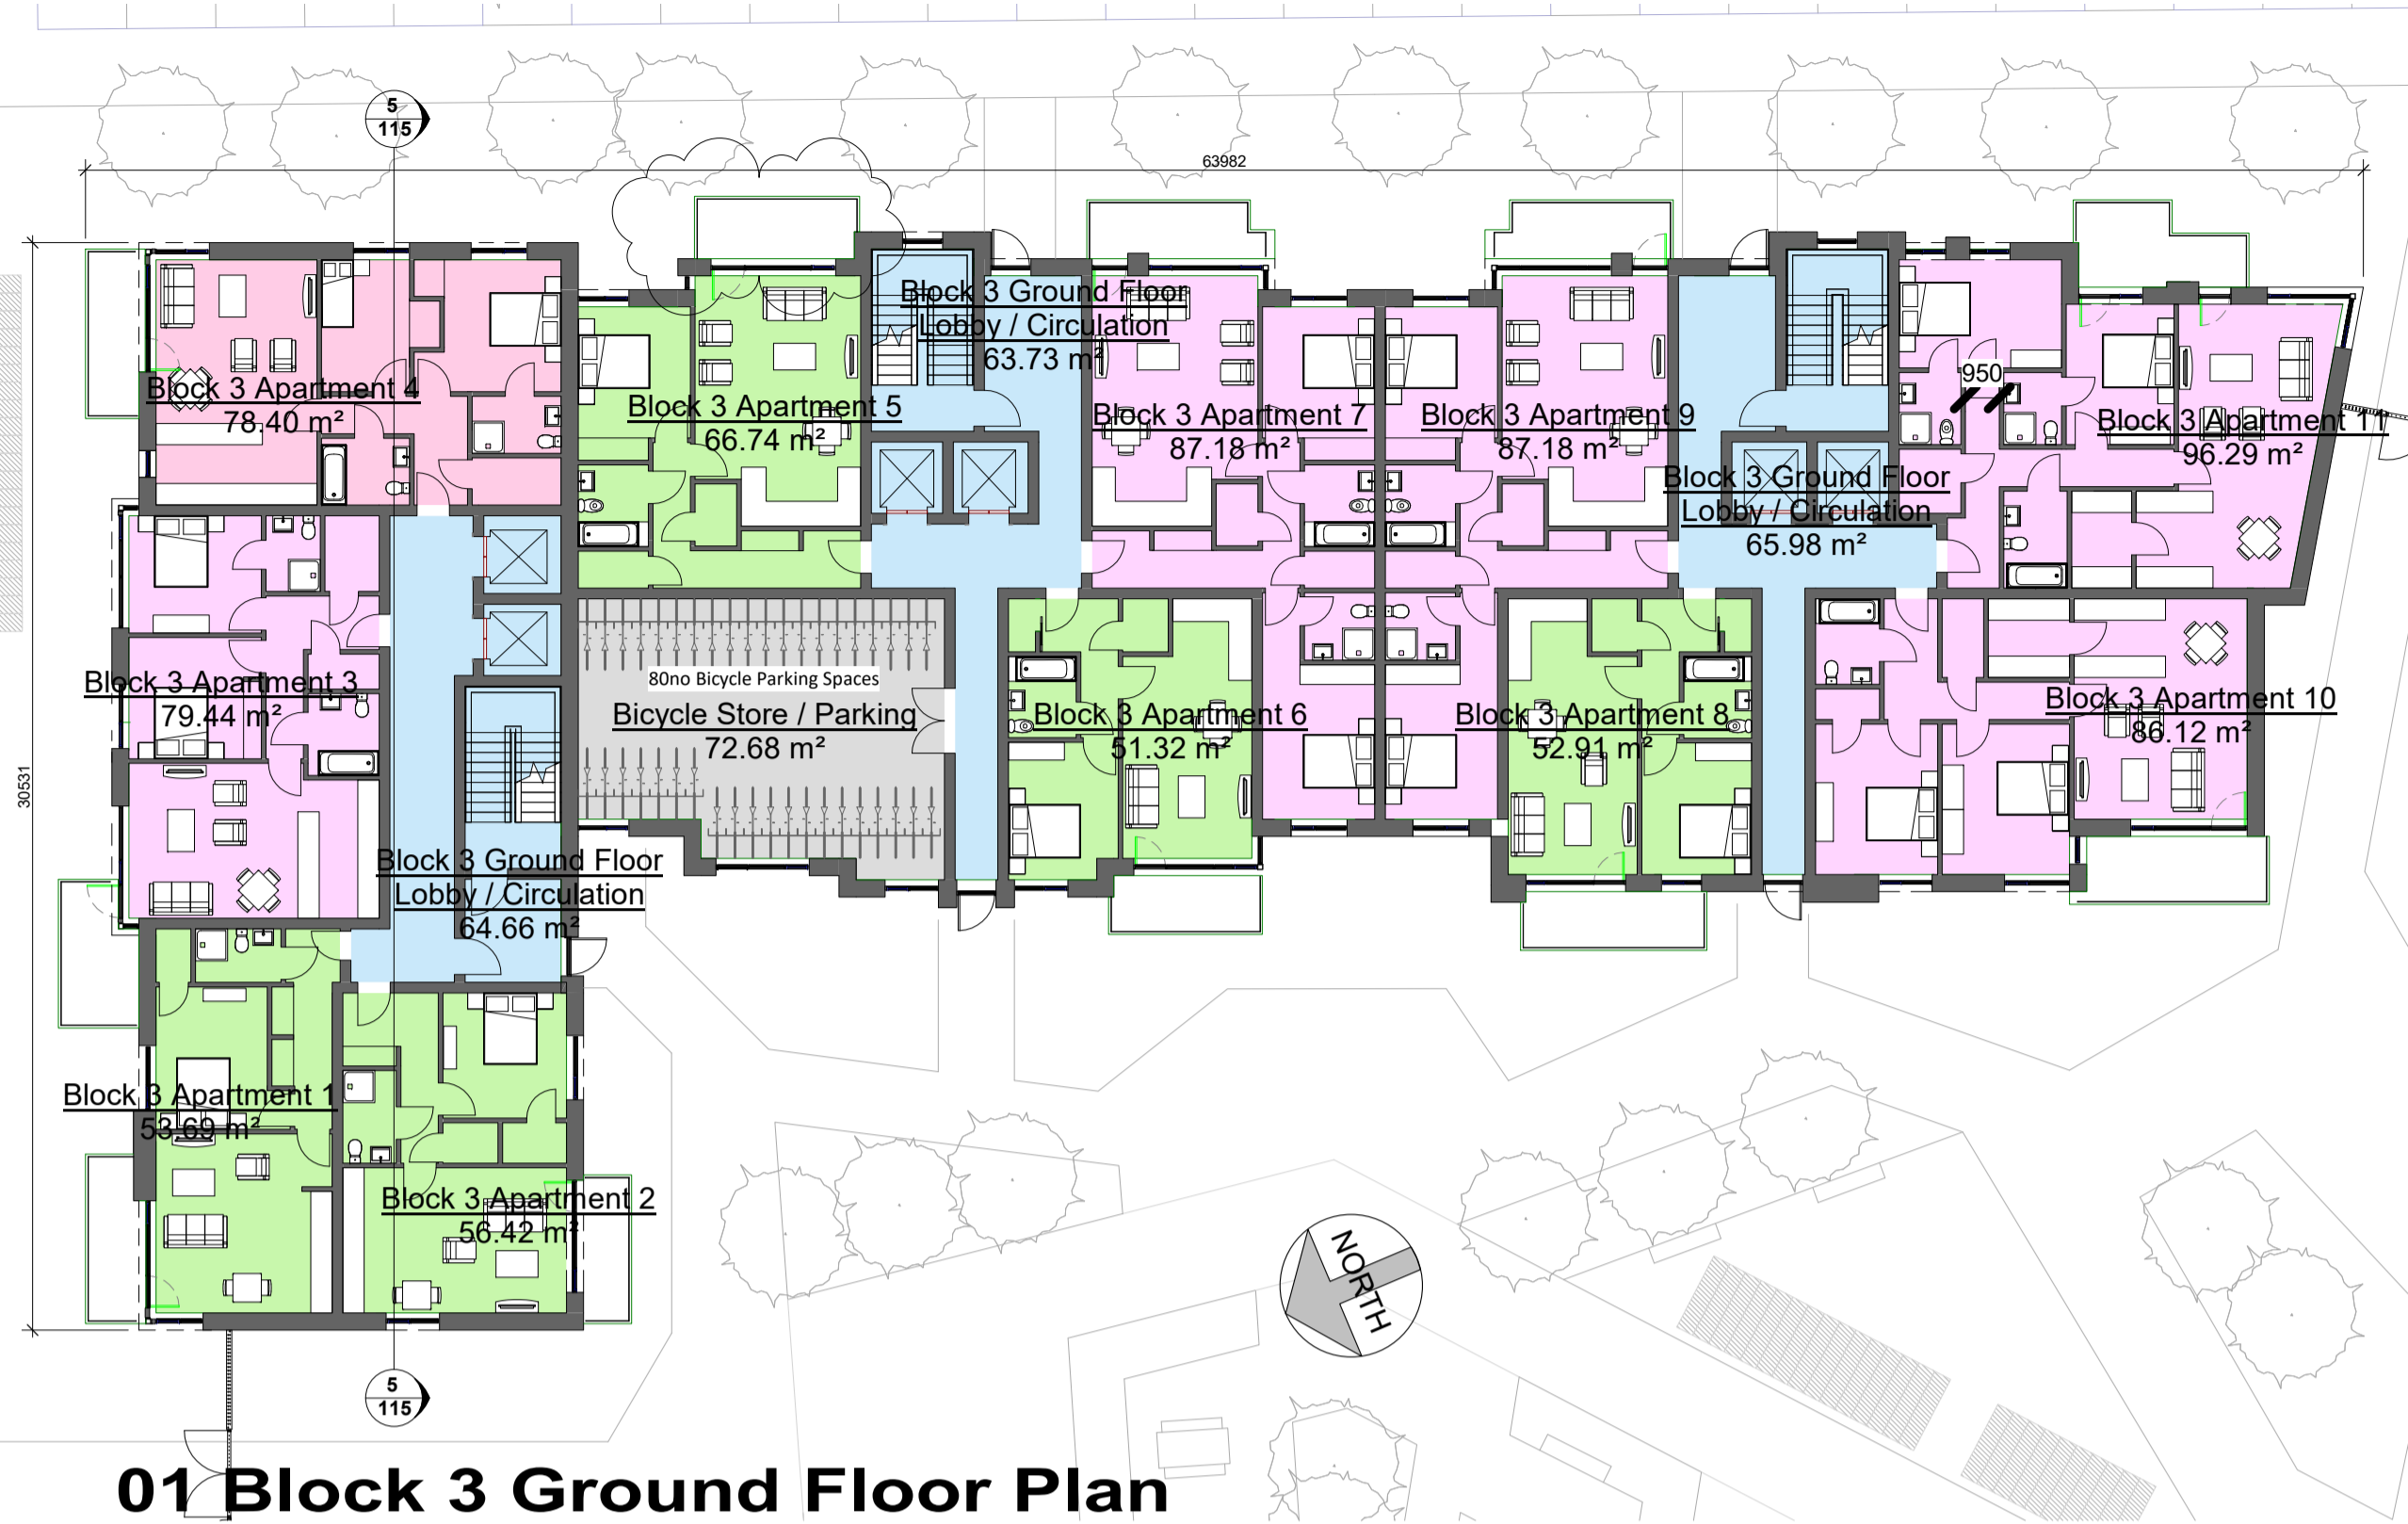 5
115
63982
Block 3 Apartment 4
78.40 m²
Block 3 Apartment 5
66.74 m²
Block 3 Ground Floor
Lobby / Circulation
63.73 m²
Block 3 Apartment 7
87.18 m²
Block 3 Apartment 9
87.18 m²
950
Block 3 Apartment 11
96.29 m²
Block 3 Ground Floor
Lobby / Circulation
65.98 m²
Block 3 Apartment 3
79.44 m²
80no Bicycle Parking Spaces
Bicycle Store / Parking
72.68 m²
Block 3 Apartment 6
51.32 m²
Block 3 Apartment 8
52.91 m²
Block 3 Apartment 10
86.12 m²
30531
Block 3 Ground Floor
Lobby / Circulation
64.66 m²
Block 3 Apartment 1
53.69 m²
Block 3 Apartment 2
56.42 m²
NORTH
5
115
01 Block 3 Ground Floor Plan